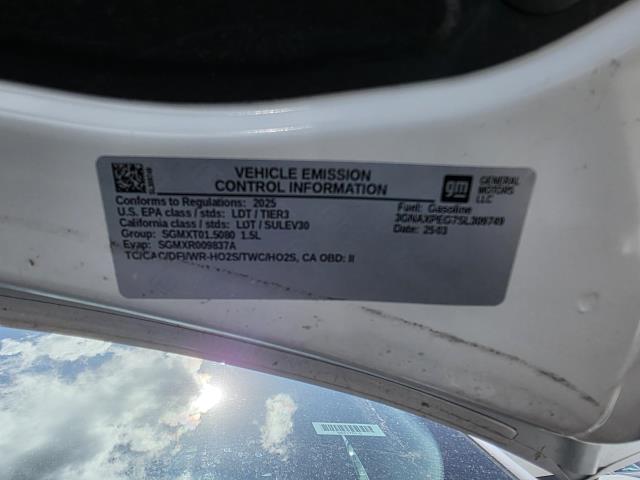 VEHICLE EMISSION
CONTROL INFORMATION
Conforms to Regulations: 2025
U.S. EPA class / stds: LDT / TIER3
California class / stds: LDT / SULEV30
Group: SGMXT01.5080 1.5L
Evap: SGMXR009837A
TC/CAC/DFI/WR-HO2S/TWC/HO2S, CA OBD: II
gm
GENERAL
MOTORS
LLC
Fuel: Gasoline
3GNAXPEG7SL309749
Date: 25-03